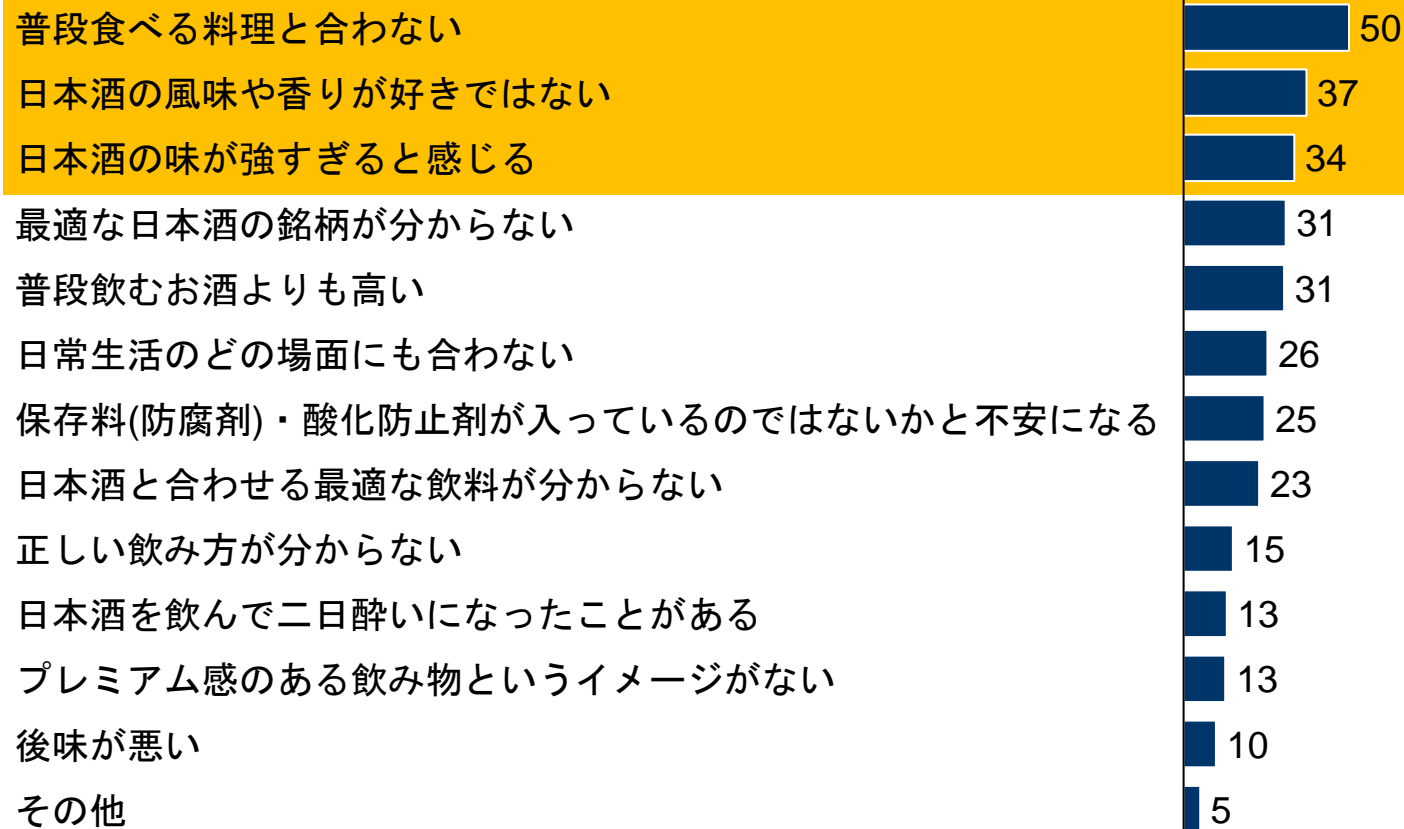 普段食べる料理と合わない 50
日本酒の風味や香りが好きではない 37
日本酒の味が強すぎると感じる 34
最適な日本酒の銘柄が分からない 31
普段飲むお酒よりも高い 31
日常生活のどの場面にも合わない 26
保存料(防腐剤)・酸化防止剤が入っているのではないかと不安になる 25
日本酒と合わせる最適な飲料が分からない 23
正しい飲み方が分からない 15
日本酒を飲んで二日酔いになったことがある 13
プレミアム感のある飲み物というイメージがない 13
後味が悪い 10
その他 5